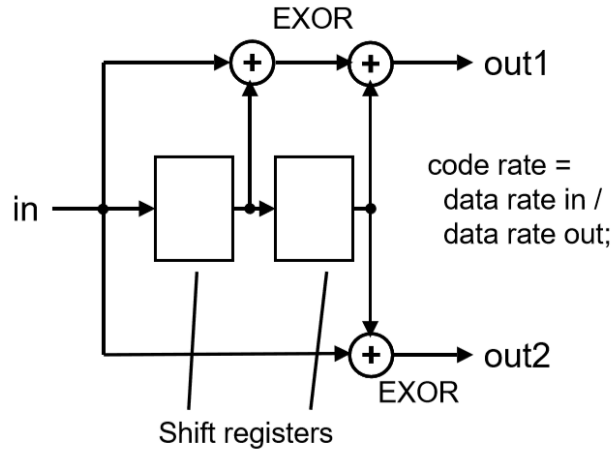 EXOR
+
+
out1
code rate =
data rate in /
data rate out;
in
+
out2
EXOR
Shift registers